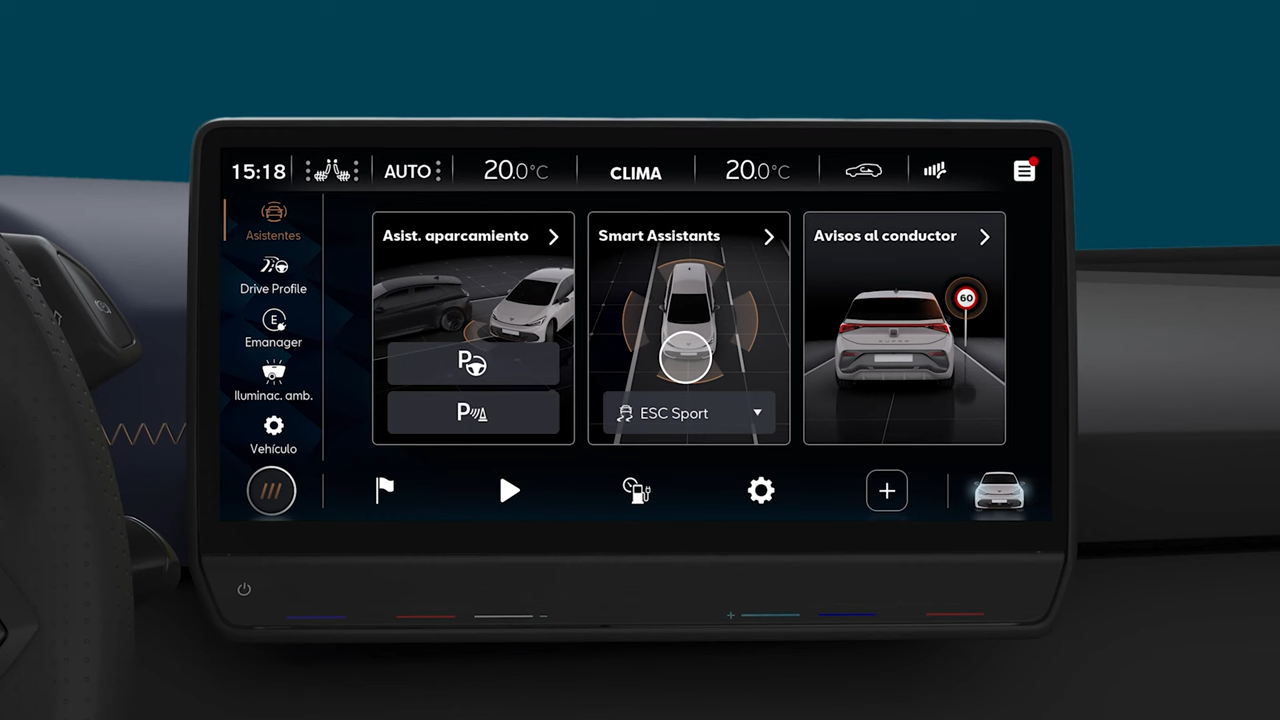 15:18
AUTO
20.0°C
CLIMA
20.0°C
Asistentes
Drive Profile
E
Emanager
Iluminac. amb.
Vehículo
Asist. aparcamiento
P
P
Smart Assistants
ESC Sport
Avisos al conductor
60
CUPRA